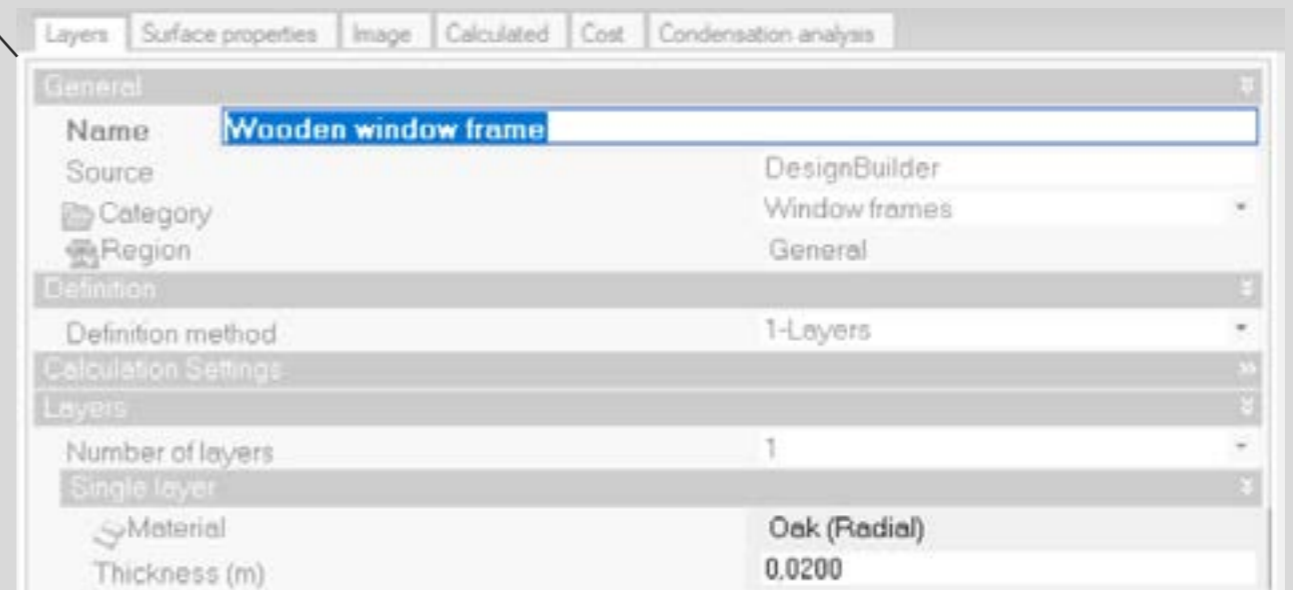 Layers Surface properties Image Calculated Cost Condensation analysis
General
Name Wooden window frame
Source DesignBuilder
Category Window frames
Region General
Definition
Definition method 1-Layers
Calculation Settings
Layers
Number of layers 1
Single layer
Material Oak (Radial)
Thickness (m) 0,0200